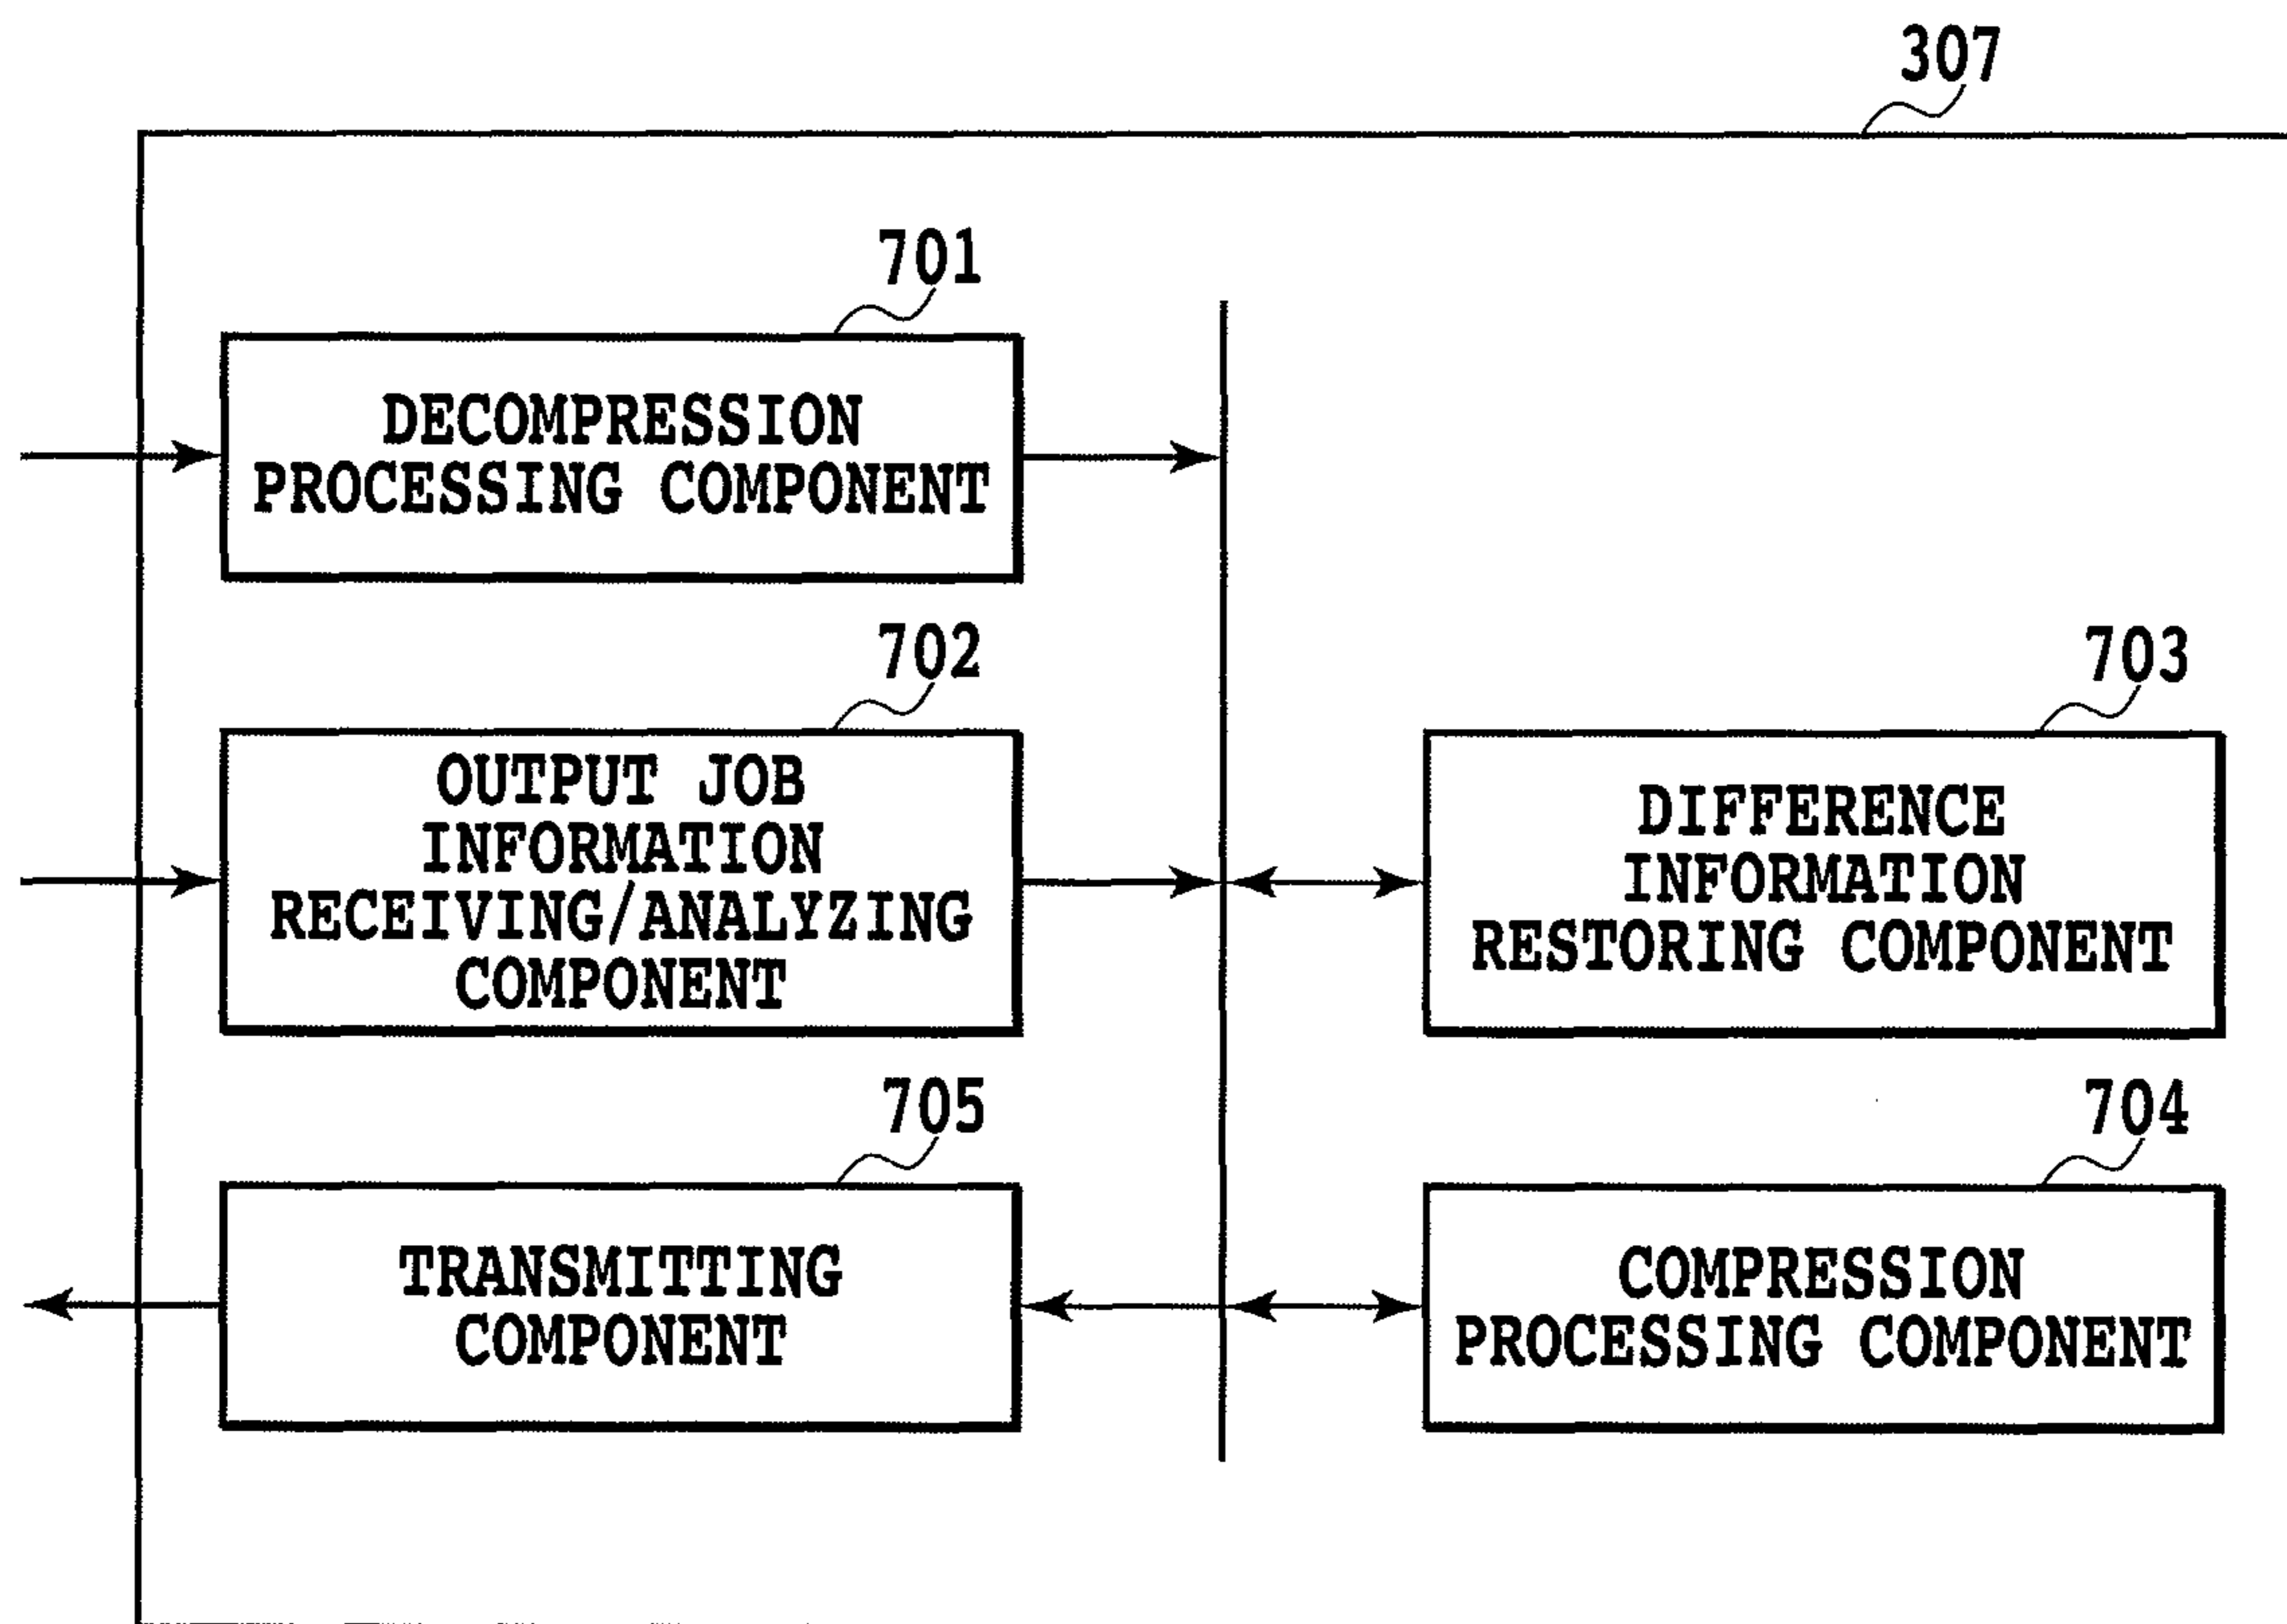 307
701
DECOMPRESSION
PROCESSING COMPONENT
702
OUTPUT JOB
INFORMATION
RECEIVING/ANALYZING
COMPONENT
703
DIFFERENCE
INFORMATION
RESTORING COMPONENT
705
TRANSMITTING
COMPONENT
704
COMPRESSION
PROCESSING COMPONENT